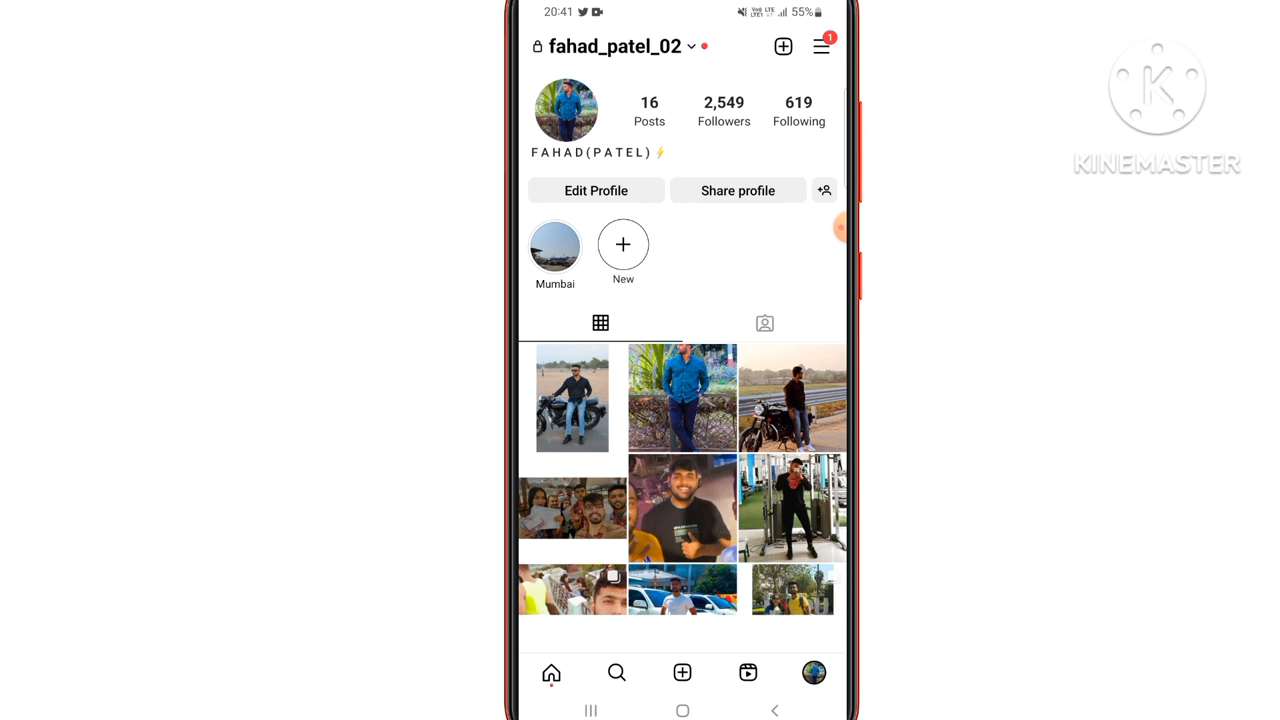 20:41
55%
fahad_patel_02
1
16
Posts
2,549
Followers
619
Following
FAHAD(PATEL)⚡
Edit Profile
Share profile
Mumbai
New
K
KINEMASTER